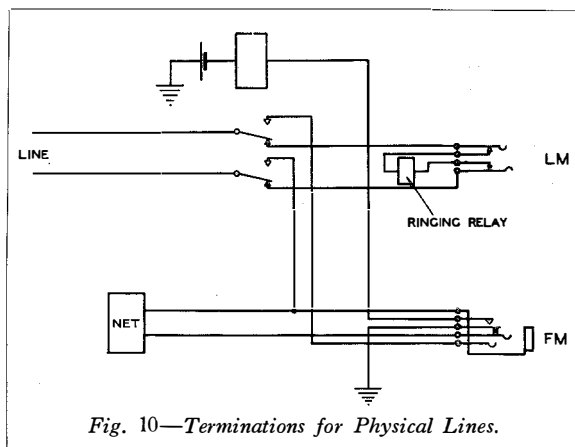 LINE
LM
RINGING RELAY
NET
FM
Fig. 10—Terminations for Physical Lines.